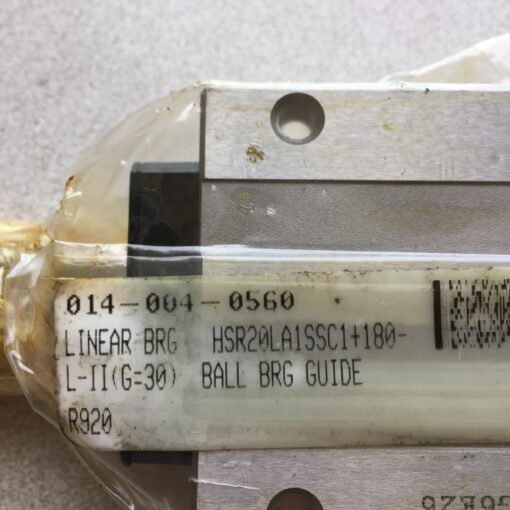 014-004-0560
LINEAR BRG HSR20LA1SSC1+180-
L-II(G=30) BALL BRG GUIDE
R920